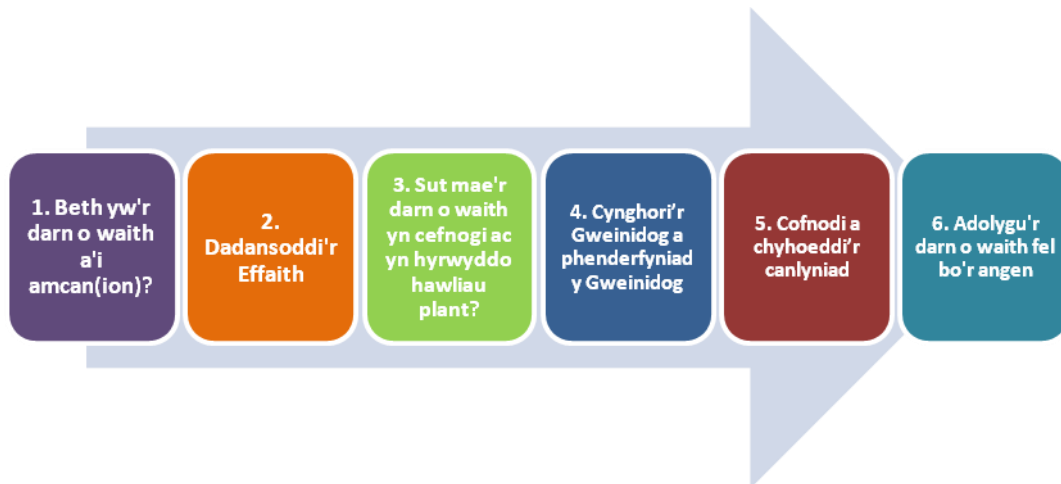 1. Beth yw'r
darn o waith
a'i
amcan(ion)?
2.
Dadansoddi'r
Effaith
3. Sut mae'r
darn o waith
yn cefnogi ac
yn hyrwyddo
hawliau
plant?
4. Cynghori’r
Gweinidog a
phenderfyniad
y Gweinidog
5. Cofnodi a
chyhoeddi’r
canlyniad
6. Adolygu'r
darn o waith fel
bo'r angen